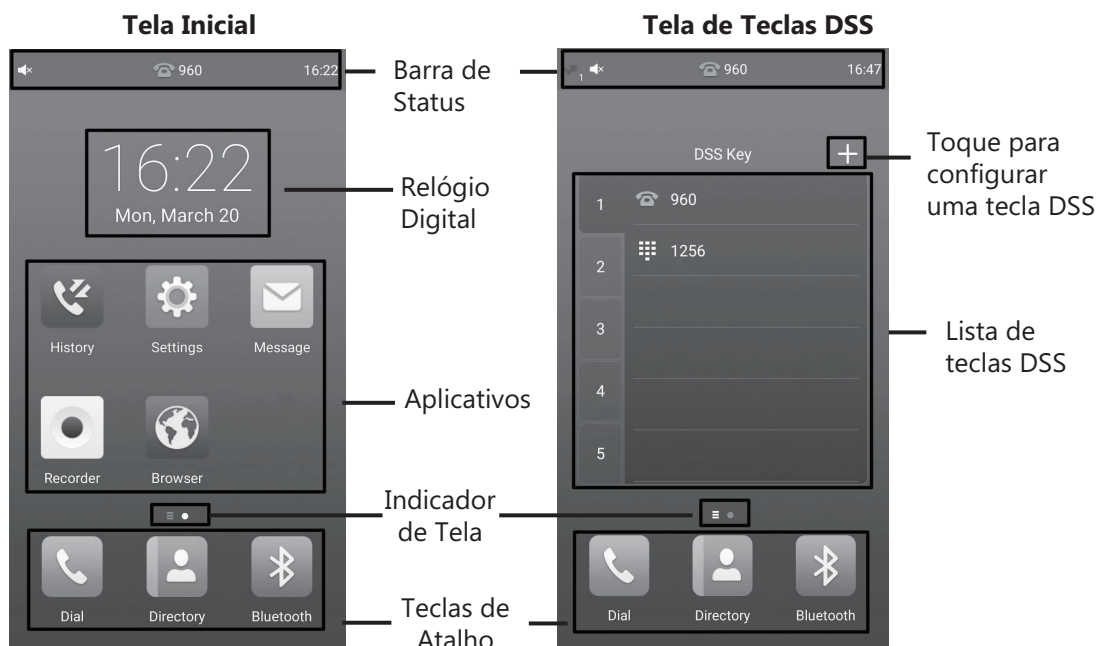 Tela Inicial
960
16:22
16:22
Mon, March 20
History
Settings
Message
Recorder
Browser
Dial
Directory
Bluetooth
Barra de
Status
Relógio
Digital
Aplicativos
Indicador
de Tela
Teclas de
Atalho
Tela de Teclas DSS
1
960
16:47
DSS Key
1
960
2
1256
3
4
5
Dial
Directory
Bluetooth
Toque para
configurar
uma tecla DSS
Lista de
teclas DSS